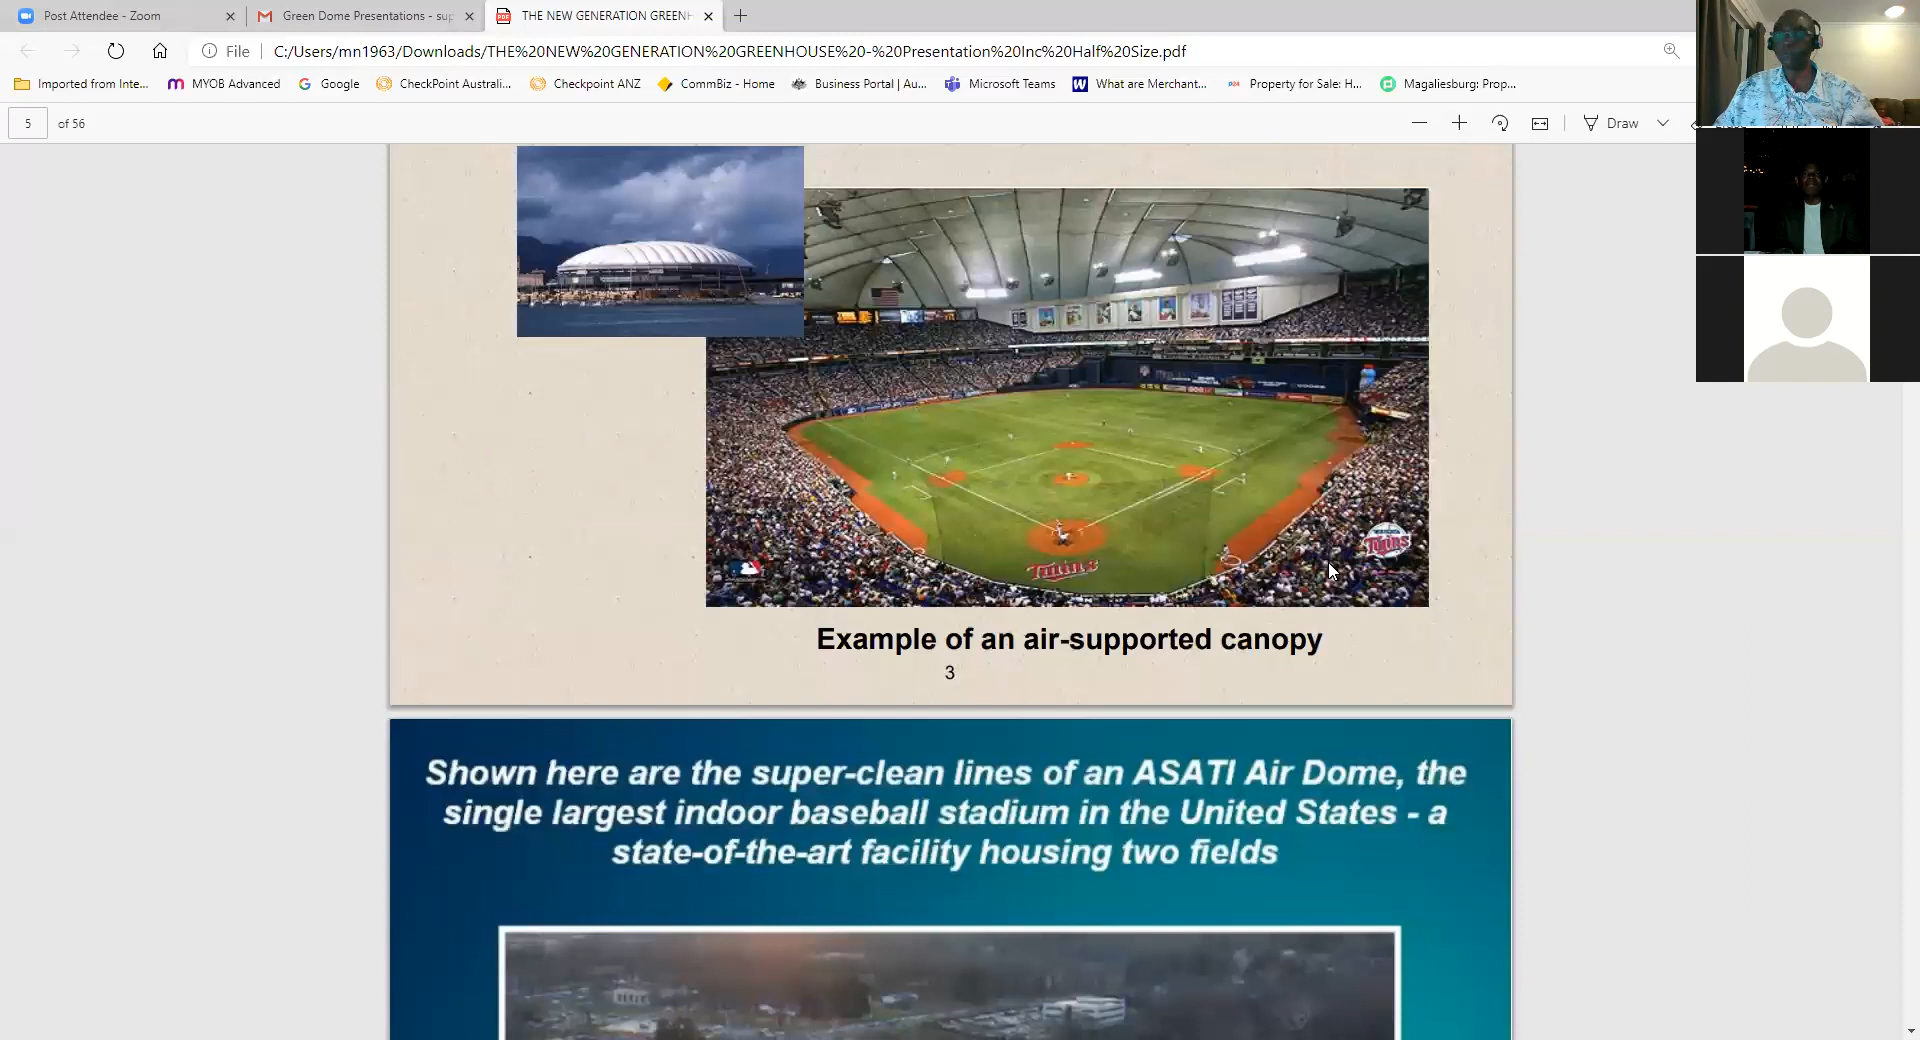 Post Attendee - Zoom
Green Dome Presentations - sup
THE NEW GENERATION GREENH
File
C:/Users/mn1963/Downloads/THE%20NEW%20GENERATION%20GREENHOUSE%20-%20Presentation%20Inc%20Half%20Size.pdf
Imported from Inte...
MYOB Advanced
Google
CheckPoint Australi...
Checkpoint ANZ
CommBiz - Home
Business Portal | Au...
Microsoft Teams
What are Merchant...
Property for Sale: H...
Magaliesburg: Prop...
5
of 56
Draw
Twins
Twins
Example of an air-supported canopy
3
Shown here are the super-clean lines of an ASATI Air Dome, the
single largest indoor baseball stadium in the United States - a
state-of-the-art facility housing two fields